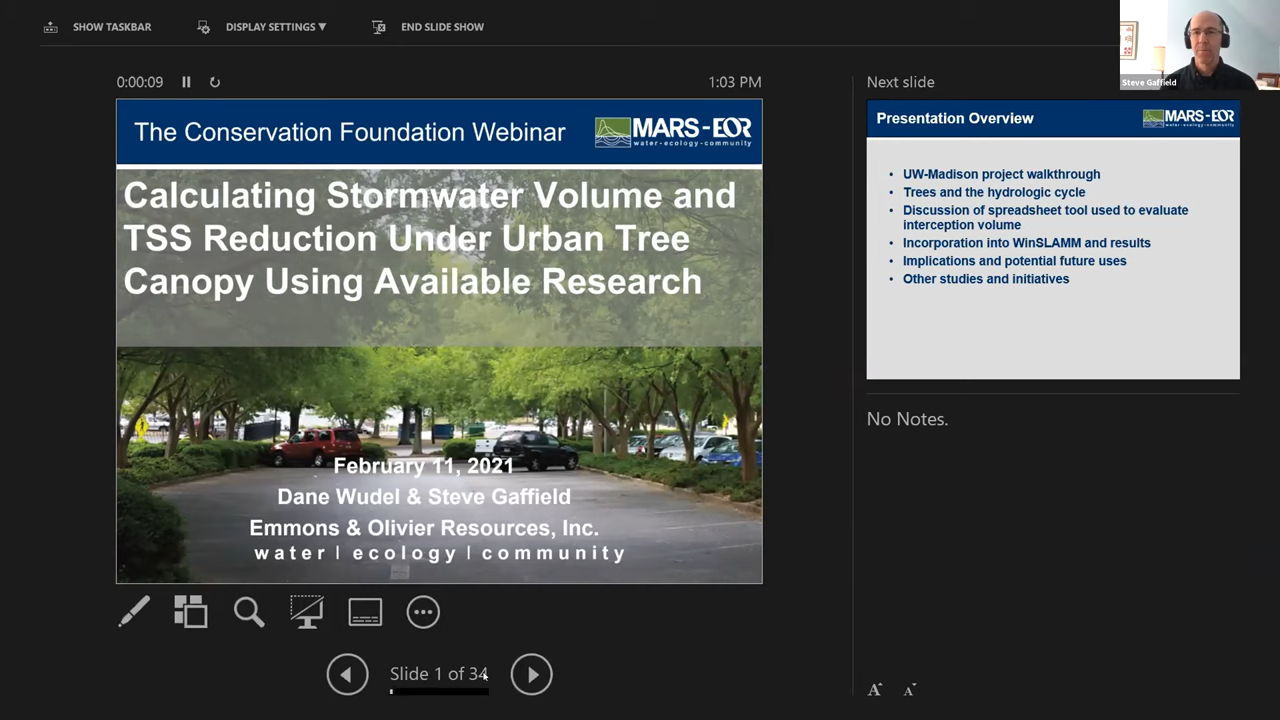 SHOW TASKBAR
DISPLAY SETTINGS ▼
END SLIDE SHOW
Steve Gaffield
0:00:09
1:03 PM
Next slide
The Conservation Foundation Webinar
MARS-EOR
water-ecology-community
Calculating Stormwater Volume and
TSS Reduction Under Urban Tree
Canopy Using Available Research
February 11, 2021
Dane Wudel & Steve Gaffield
Emmons & Olivier Resources, Inc.
water | ecology | community
Presentation Overview
MARS-EOR
water-ecology-community
• UW-Madison project walkthrough
• Trees and the hydrologic cycle
• Discussion of spreadsheet tool used to evaluate
interception volume
• Incorporation into WinSLAMM and results
• Implications and potential future uses
• Other studies and initiatives
No Notes.
Slide 1 of 34
A A